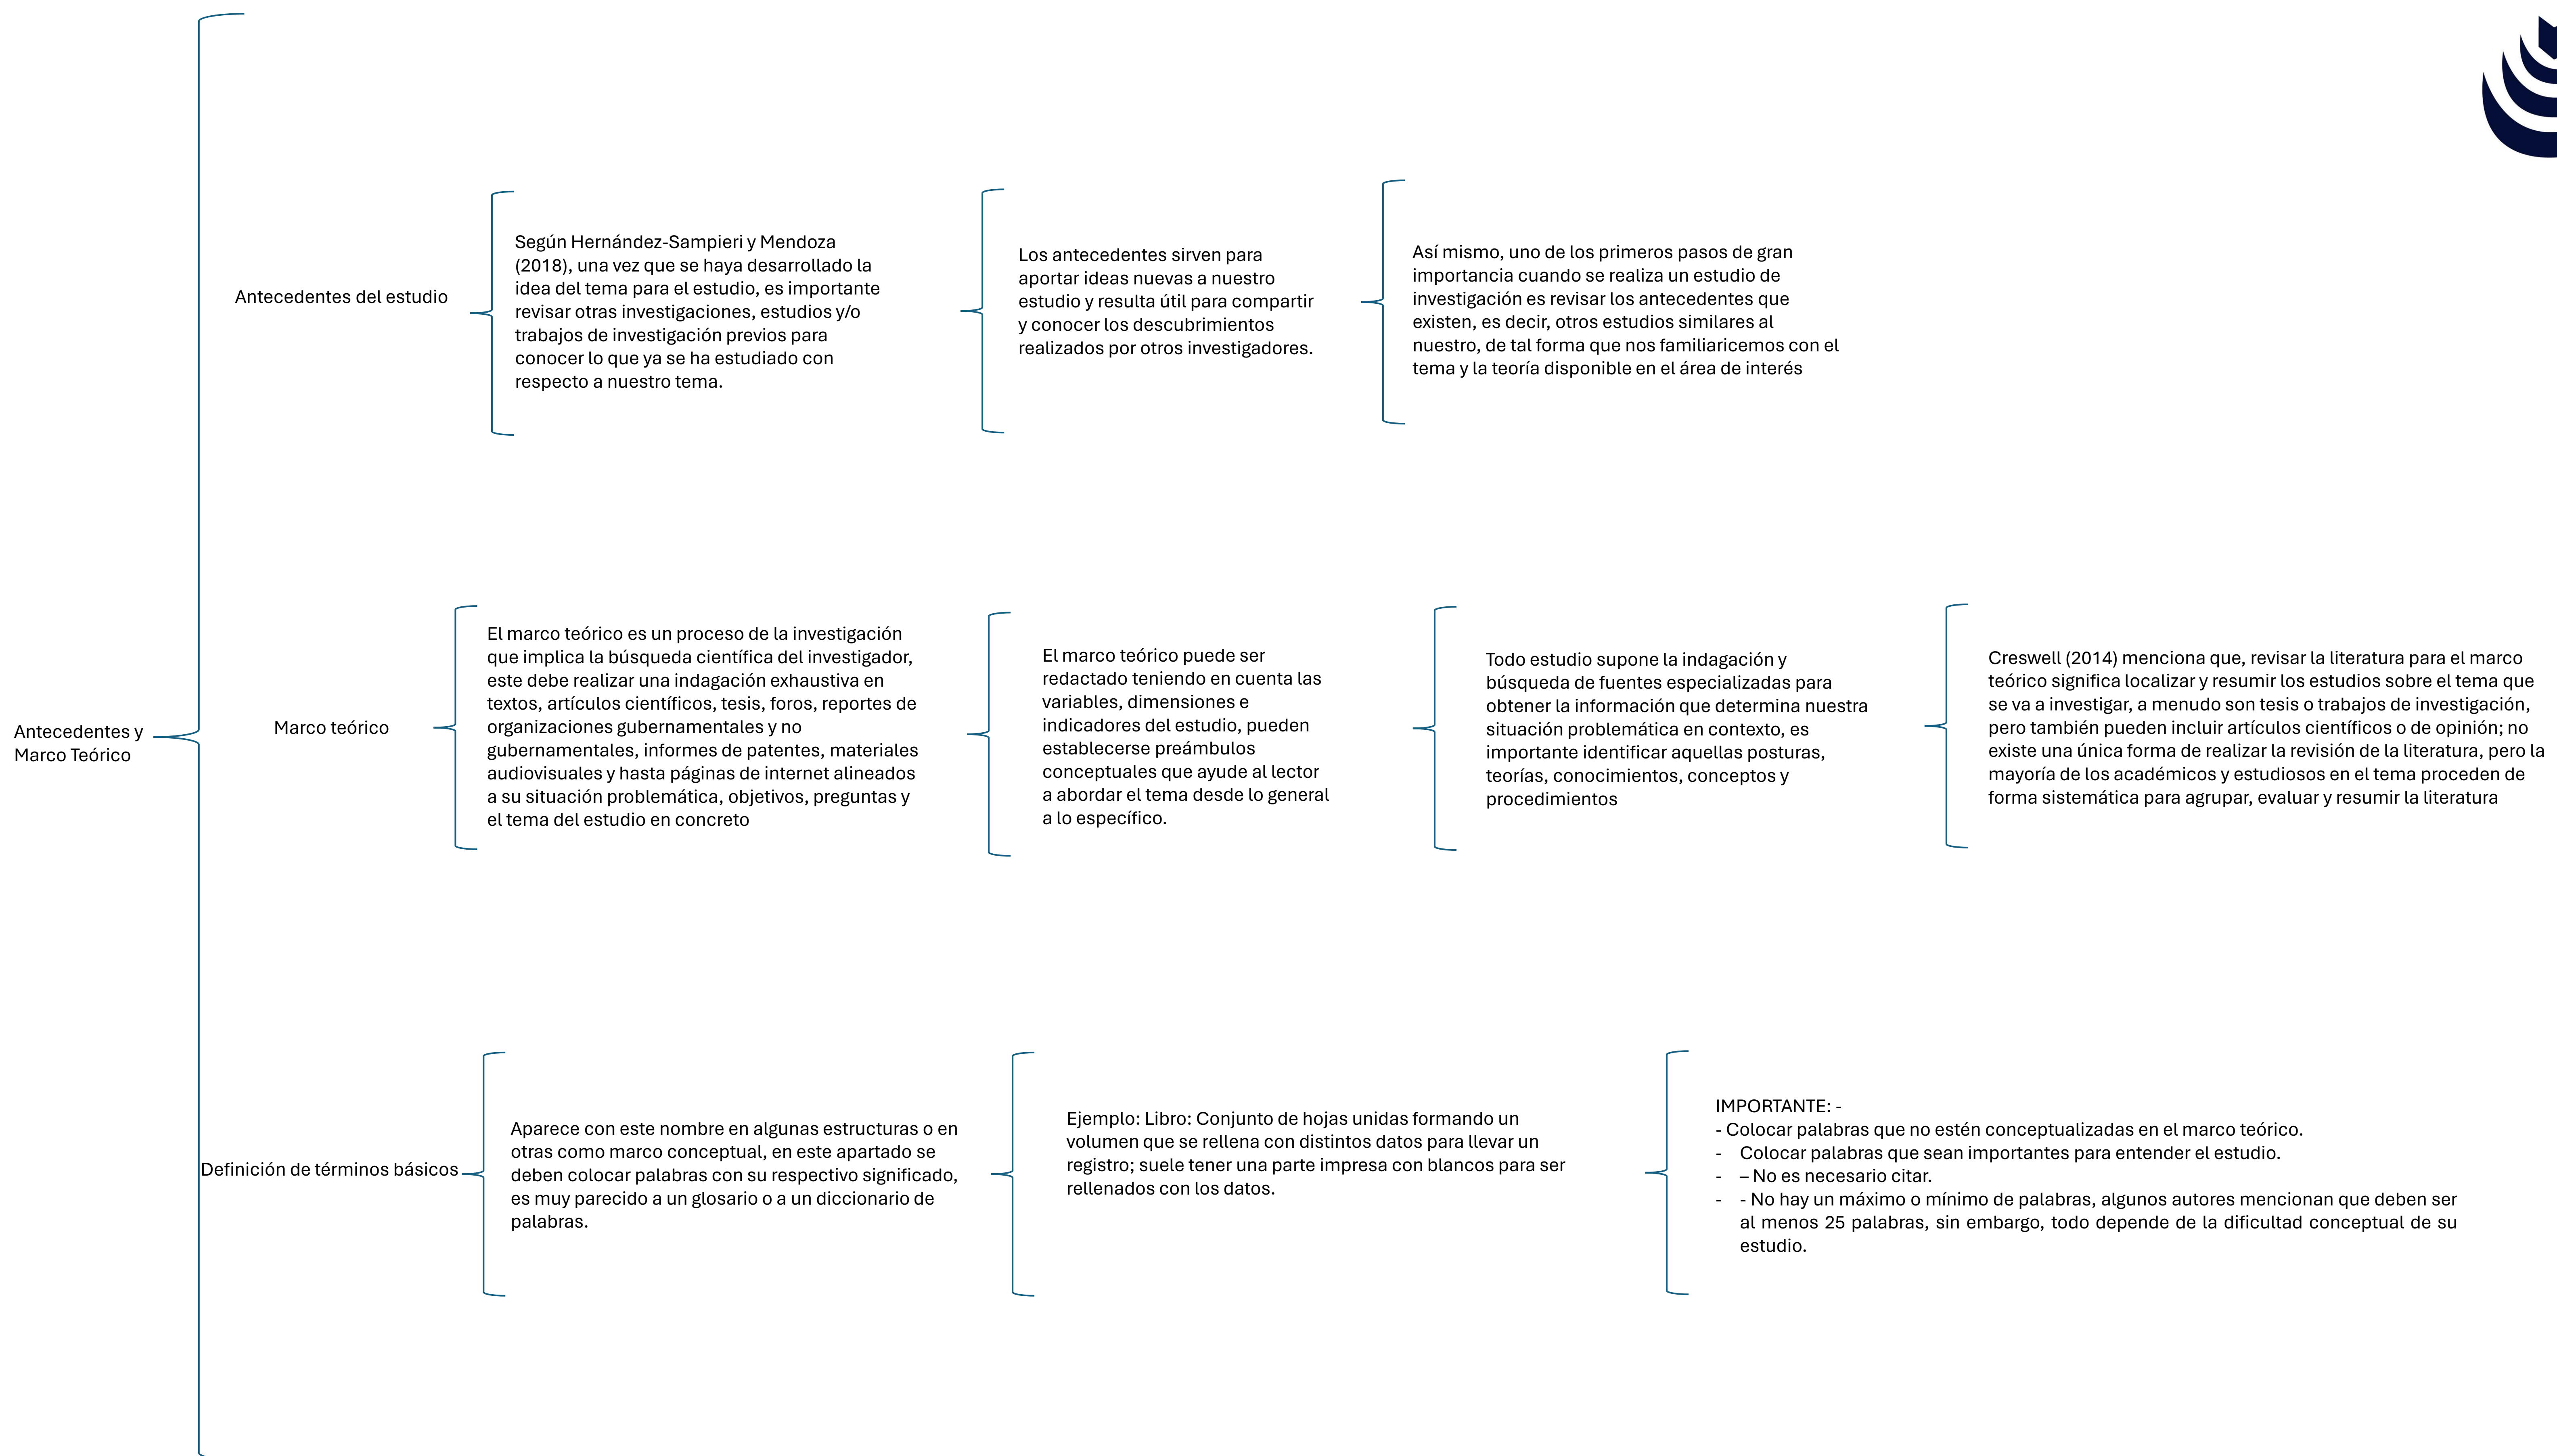 Antecedentes y
Marco Teórico
Antecedentes del estudio
Según Hernández-Sampieri y Mendoza
(2018), una vez que se haya desarrollado la
idea del tema para el estudio, es importante
revisar otras investigaciones, estudios y/o
trabajos de investigación previos para
conocer lo que ya se ha estudiado con
respecto a nuestro tema.
Los antecedentes sirven para
aportar ideas nuevas a nuestro
estudio y resulta útil para compartir
y conocer los descubrimientos
realizados por otros investigadores.
Así mismo, uno de los primeros pasos de gran
importancia cuando se realiza un estudio de
investigación es revisar los antecedentes que
existen, es decir, otros estudios similares al
nuestro, de tal forma que nos familiaricemos con el
tema y la teoría disponible en el área de interés
Marco teórico
El marco teórico es un proceso de la investigación
que implica la búsqueda científica del investigador,
este debe realizar una indagación exhaustiva en
textos, artículos científicos, tesis, foros, reportes de
organizaciones gubernamentales y no
gubernamentales, informes de patentes, materiales
audiovisuales y hasta páginas de internet alineados
a su situación problemática, objetivos, preguntas y
el tema del estudio en concreto
El marco teórico puede ser
redactado teniendo en cuenta las
variables, dimensiones e
indicadores del estudio, pueden
establecerse preámbulos
conceptuales que ayude al lector
a abordar el tema desde lo general
a lo específico.
Todo estudio supone la indagación y
búsqueda de fuentes especializadas para
obtener la información que determina nuestra
situación problemática en contexto, es
importante identificar aquellas posturas,
teorías, conocimientos, conceptos y
procedimientos
Creswell (2014) menciona que, revisar la literatura para el marco
teórico significa localizar y resumir los estudios sobre el tema que
se va a investigar, a menudo son tesis o trabajos de investigación,
pero también pueden incluir artículos científicos o de opinión; no
existe una única forma de realizar la revisión de la literatura, pero la
mayoría de los académicos y estudiosos en el tema proceden de
forma sistemática para agrupar, evaluar y resumir la literatura
Definición de términos básicos
Aparece con este nombre en algunas estructuras o en
otras como marco conceptual, en este apartado se
deben colocar palabras con su respectivo significado,
es muy parecido a un glosario o a un diccionario de
palabras.
Ejemplo: Libro: Conjunto de hojas unidas formando un
volumen que se rellena con distintos datos para llevar un
registro; suele tener una parte impresa con blancos para ser
rellenados con los datos.
IMPORTANTE: -
- Colocar palabras que no estén conceptualizadas en el marco teórico.
- Colocar palabras que sean importantes para entender el estudio.
- – No es necesario citar.
- - No hay un máximo o mínimo de palabras, algunos autores mencionan que deben ser
al menos 25 palabras, sin embargo, todo depende de la dificultad conceptual de su
estudio.